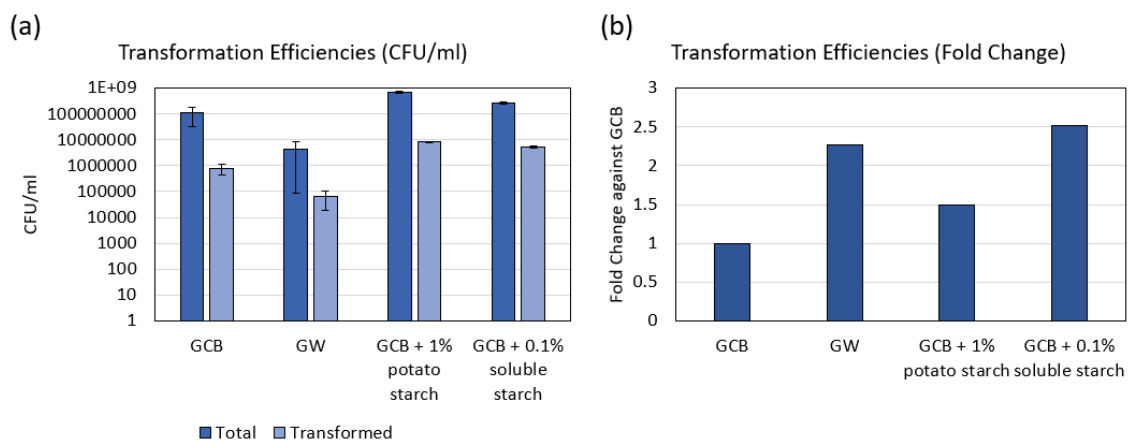 (a)
Transformation Efficiencies (CFU/ml)
CFU/ml
1E+09
100000000
10000000
1000000
100000
10000
1000
100
10
1
GCB
GW
GCB + 1%
potato
starch
GCB + 0.1%
soluble
starch
Total
Transformed
(b)
Transformation Efficiencies (Fold Change)
Fold Change against GCB
3
2.5
2
1.5
1
0.5
0
GCB
GW
GCB + 1%
potato starch
GCB + 0.1%
soluble starch